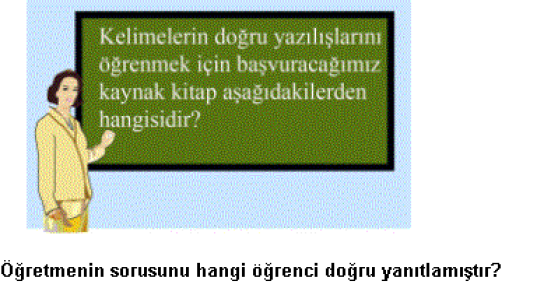 Kelimelerin doğru yazılışlarını
öğrenmek için başvuracağımız
kaynak kitap aşağıdakilerden
hangisidir?
Öğretmenin sorusunu hangi öğrenci doğru yanıtlamıştır?